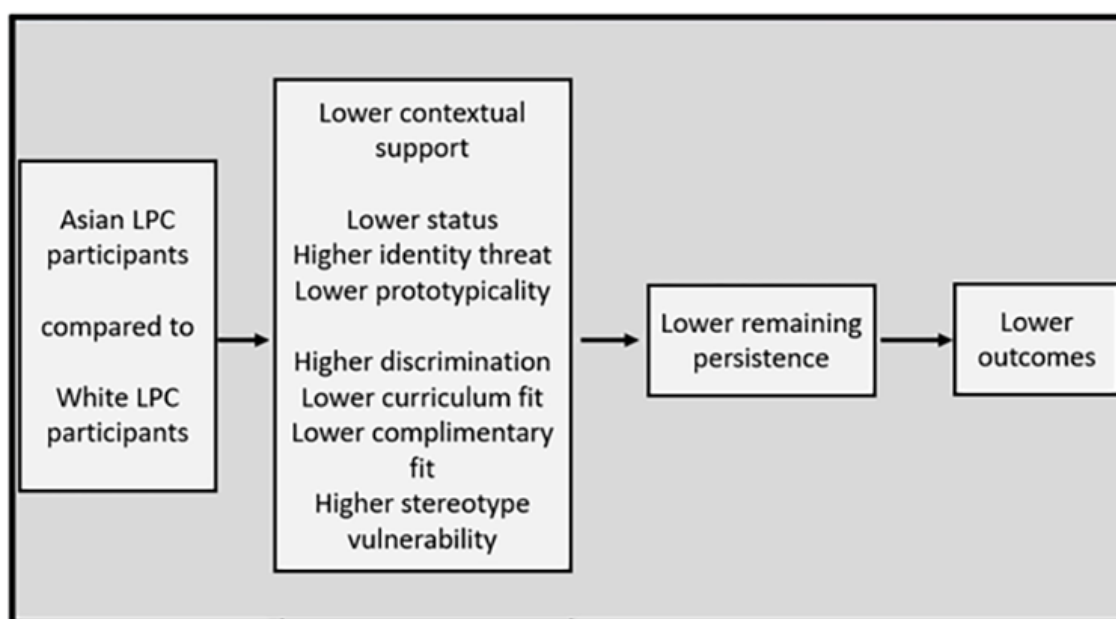 Asian LPC
participants
compared to
White LPC
participants
Lower contextual
support
Lower status
Higher identity threat
Lower prototypicality
Higher discrimination
Lower curriculum fit
Lower complimentary
fit
Higher stereotype
vulnerability
Lower remaining
persistence
Lower
outcomes